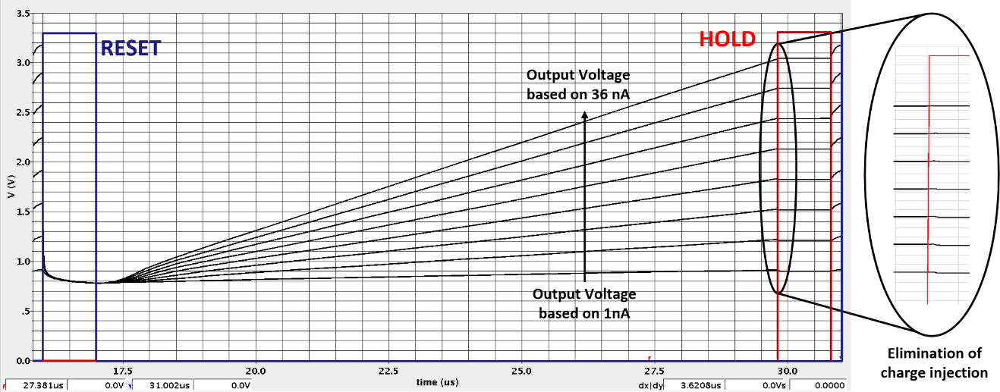 3.5
RESET
HOLD
3.0
Output Voltage
based on 36 nA
2.5
2.0
V (V)
1.5
1.0
Output Voltage
based on 1nA
.5
0.0
17.5
20.0
22.5
25.0
27.5
30.0
time (us)
27.381us
0.0V
31.002us
0.0V
dx|dy
3.6208us
0.0Vs
0.0000
Elimination of
charge injection